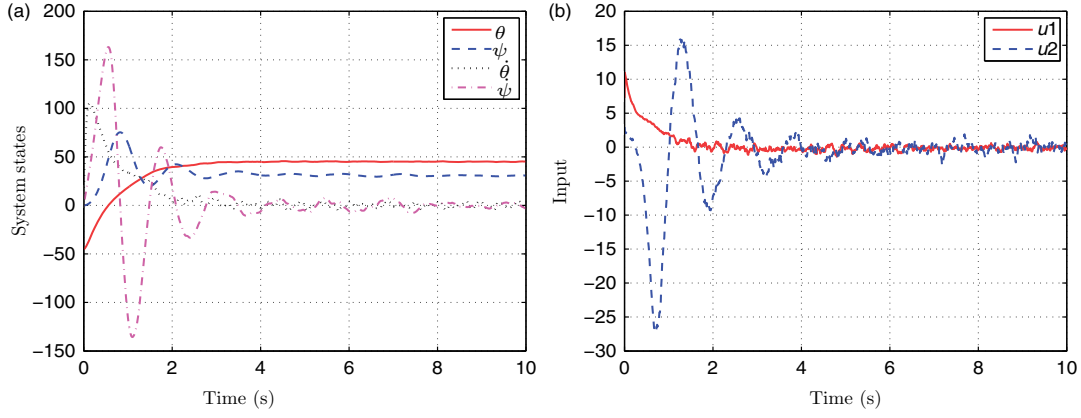 (a)
200
150
100
50
0
−50
−100
−150
0 2 4 6 8 10
System states
Time (s)
θ
ψ
θ̇
ψ̇
(b)
20
15
10
5
0
−5
−10
−15
−20
−25
−30
0 2 4 6 8 10
Input
Time (s)
u1
u2